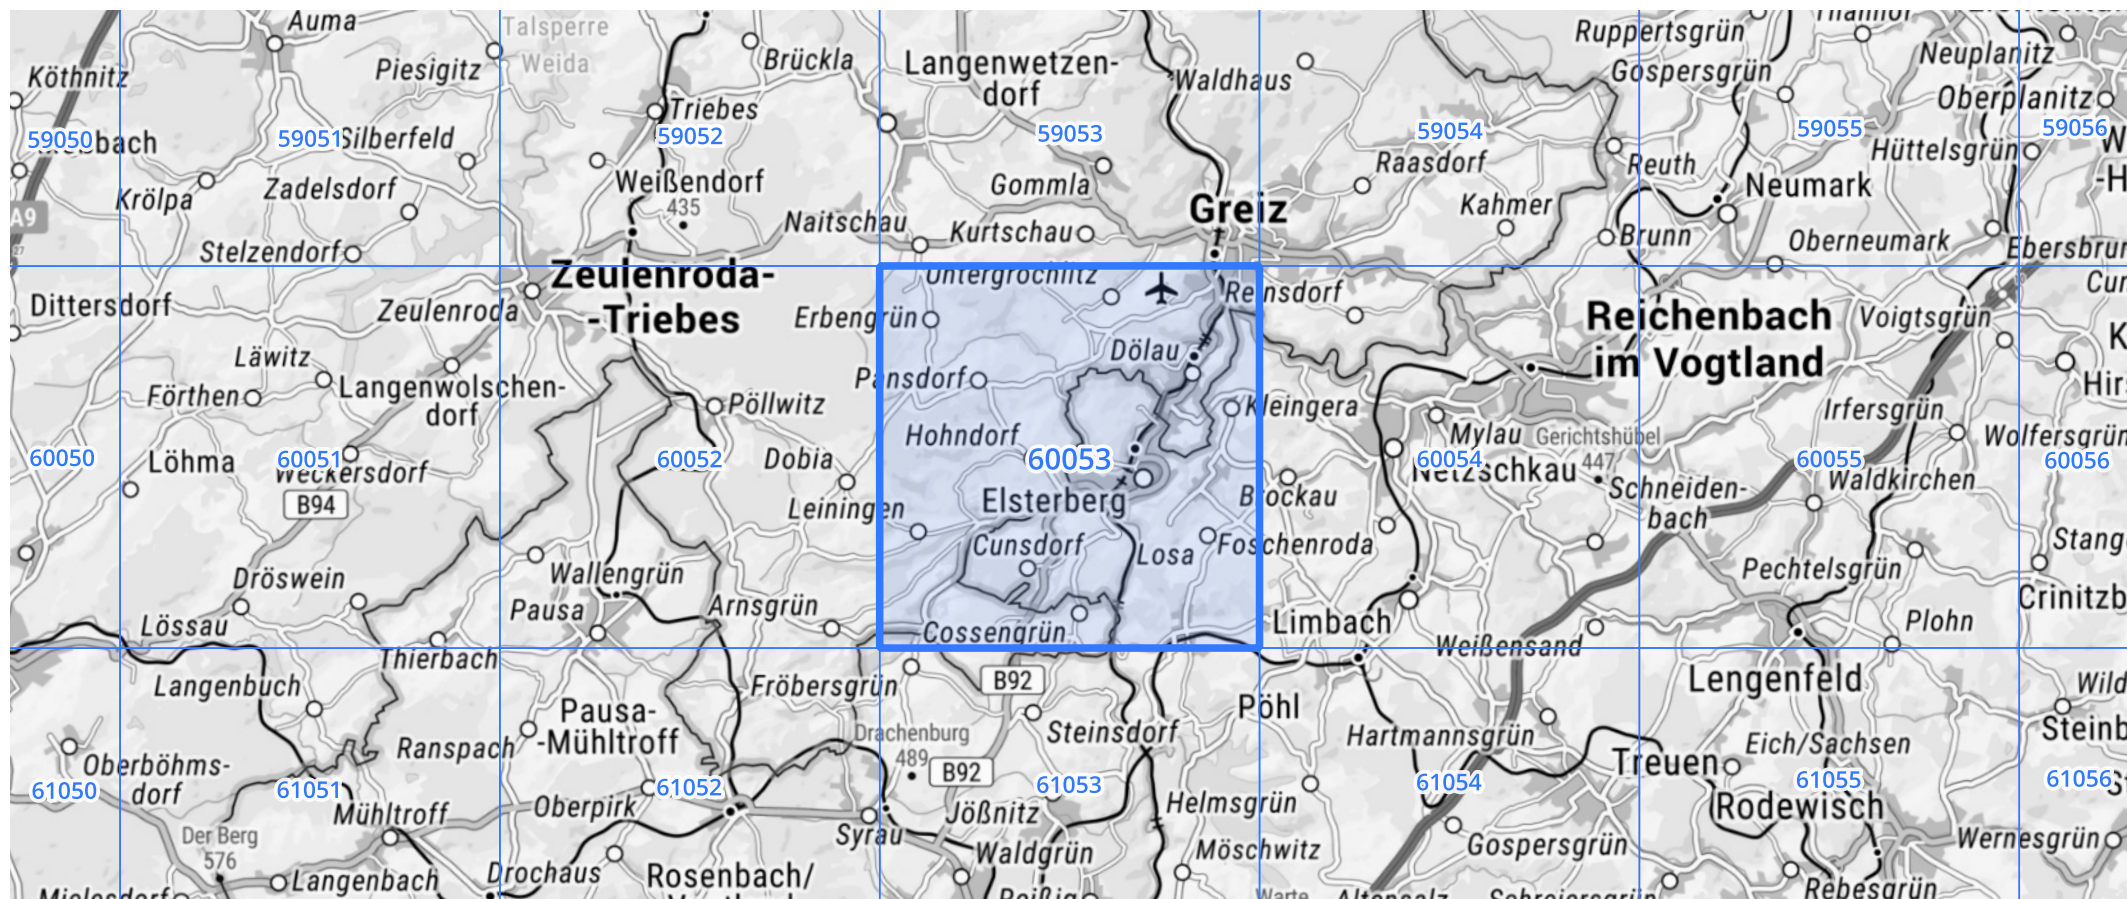 Auma
Talsperre
Weida
Brückla
Ruppertsgrün
Neuplanitz
Köthnitz
Piesigitz
Langenwetzen-
dorf
Waldhaus
Gospersgrün
Oberplanitz
Triebes
59050
59051
Silberfeld
59052
59053
59054
59055
59056
Raasdorf
Reuth
Hüttelsgrün
Krölpa
Zadelsdorf
Weißendorf
435
Gommla
Neumark
A9
27
Stelzendorf
Naitschau
Kurtschau
Greiz
Kahmer
Brunn
Oberneumark
Ebersbrun
Dittersdorf
Zeulenroda
Zeulenroda-
-Triebes
Erbengrün
Untergrochlitz
Reinsdorf
Reichenbach
im Vogtland
Voigtsgrün
Läwitz
Förthen
Langenwolschen-
dorf
Pöllwitz
Pansdorf
Dölau
Kleingera
Irfersgrün
Hohndorf
Mylau
Gerichtshübel
447
Wolfersgrün
60050
Löhma
60051
Weckersdorf
60052
Dobia
60053
60054
Netzschkau
60055
60056
Waldkirchen
B94
Leiningen
Elsterberg
Brockau
Schneiden-
bach
Cunsdorf
Losa
Foschenroda
Stang
Dröswein
Wallengrün
Pausa
Arnsgrün
Pechtelsgrün
Crinitzb
Lössau
Cossengrün
Limbach
Weißensand
Plohn
Thierbach
Langenbuch
Fröbersgrün
B92
Pöhl
Lengenfeld
Wild
Pausa-
-Mühltroff
Ranspach
Drachenburg
489
Steinsdorf
Hartmannsgrün
Eich/Sachsen
Steinb
Oberböhms-
dorf
B92
Treuen
61050
61051
61052
61053
61054
61055
61056
Mühltroff
Oberpirk
Syrau
Jößnitz
Helmsgrün
Rodewisch
Der Berg
576
Waldgrün
Möschwitz
Gospersgrün
Wernesgrün
Langenbach
Drochaus
Rosenbach/
Rebesgrün